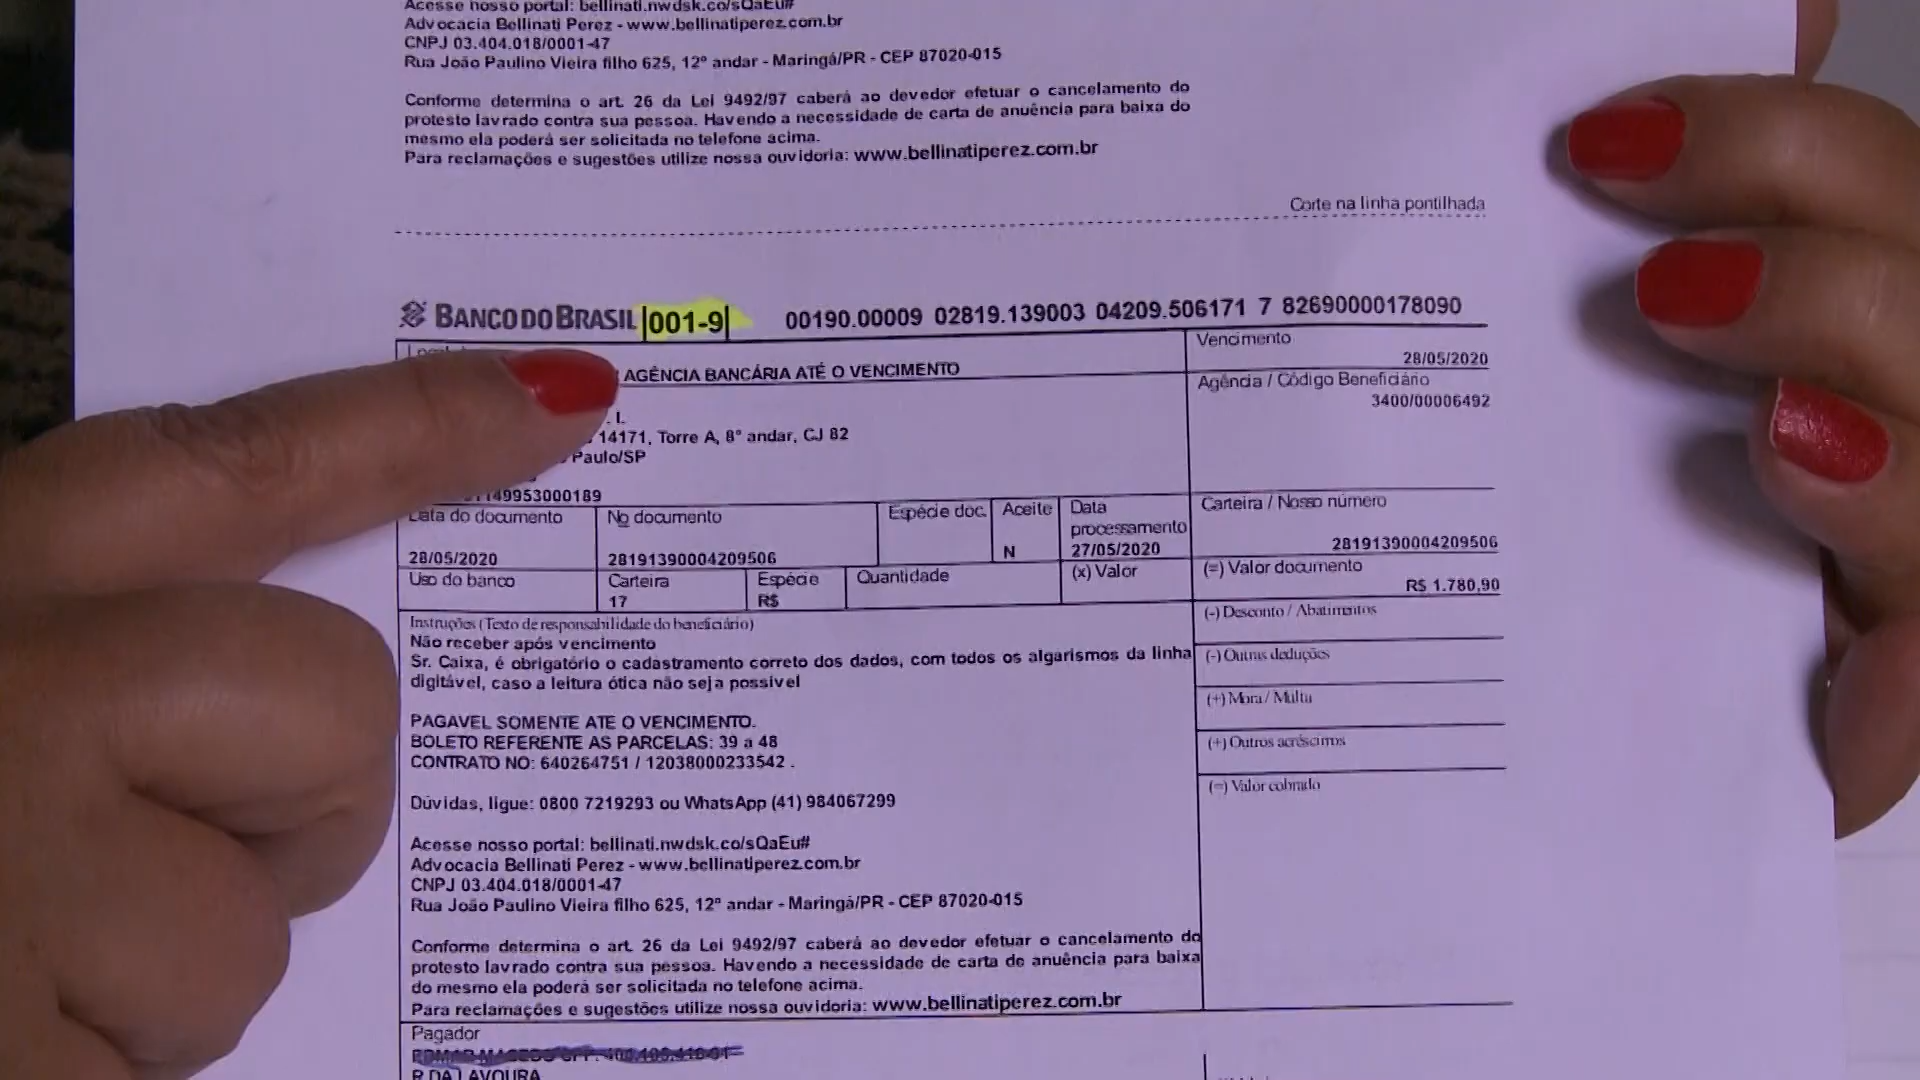 Acesse nosso portal: bellinati.nwdsk.co/sQaEu#
Advocacia Bellinati Perez - www.bellinatiperez.com.br
CNPJ 03.404.018/0001-47
Rua João Paulino Vieira filho 625, 12º andar - Maringá/PR - CEP 87020-015
Conforme determina o art. 26 da Lei 9492/97 caberá ao devedor efetuar o cancelamento do
protesto lavrado contra sua pessoa. Havendo a necessidade de carta de anuência para baixa do
mesmo ela poderá ser solicitada no telefone acima.
Para reclamações e sugestões utilize nossa ouvidoria: www.bellinatiperez.com.br
Corte na linha pontilhada
BANCO DO BRASIL |001-9| 00190.00009 02819.139003 04209.506171 7 82690000178090
Vencimento
AGÊNCIA BANCÁRIA ATÉ O VENCIMENTO 28/05/2020
Agência / Código Beneficiário
3400/00006492
14171, Torre A, 8º andar, CJ 82
Paulo/SP
49953000189
Data do documento No documento Espécie doc. Aceite Data processamento Carteira / Nosso número
28/05/2020 28191390004209506 N 27/05/2020 28191390004209506
Uso do banco Carteira Espécie Quantidade (x) Valor (=) Valor documento
17 R$ R$ 1.780,90
Instruções (Texto de responsabilidade do beneficiário) (-) Desconto / Abatimentos
Não receber após vencimento
Sr. Caixa, é obrigatório o cadastramento correto dos dados, com todos os algarismos da linha
digitável, caso a leitura ótica não seja possivel
(-) Outras deduções
(+) Mora / Multa
PAGAVEL SOMENTE ATE O VENCIMENTO.
BOLETO REFERENTE AS PARCELAS: 39 a 48
CONTRATO NO: 640264751 / 12038000233542 .
(+) Outros acréscimos
(=) Valor cobrado
Dúvidas, ligue: 0800 7219293 ou WhatsApp (41) 984067299
Acesse nosso portal: bellinati.nwdsk.co/sQaEu#
Advocacia Bellinati Perez - www.bellinatiperez.com.br
CNPJ 03.404.018/0001-47
Rua João Paulino Vieira filho 625, 12º andar - Maringá/PR - CEP 87020-015
Conforme determina o art. 26 da Lei 9492/97 caberá ao devedor efetuar o cancelamento do
protesto lavrado contra sua pessoa. Havendo a necessidade de carta de anuência para baixa
do mesmo ela poderá ser solicitada no telefone acima.
Para reclamações e sugestões utilize nossa ouvidoria: www.bellinatiperez.com.br
Pagador
R DA LAVOURA